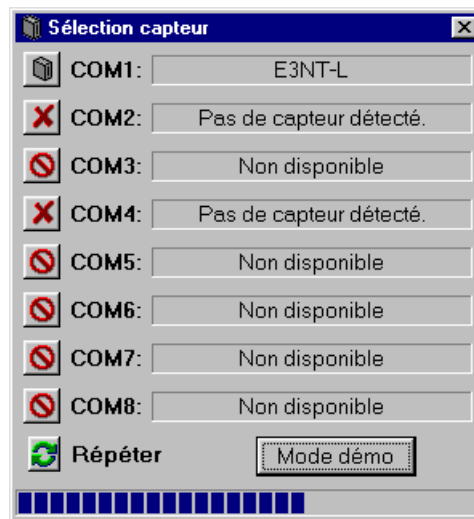 Sélection capteur
COM1: E3NT-L
COM2: Pas de capteur détecté.
COM3: Non disponible
COM4: Pas de capteur détecté.
COM5: Non disponible
COM6: Non disponible
COM7: Non disponible
COM8: Non disponible
Répéter Mode démo